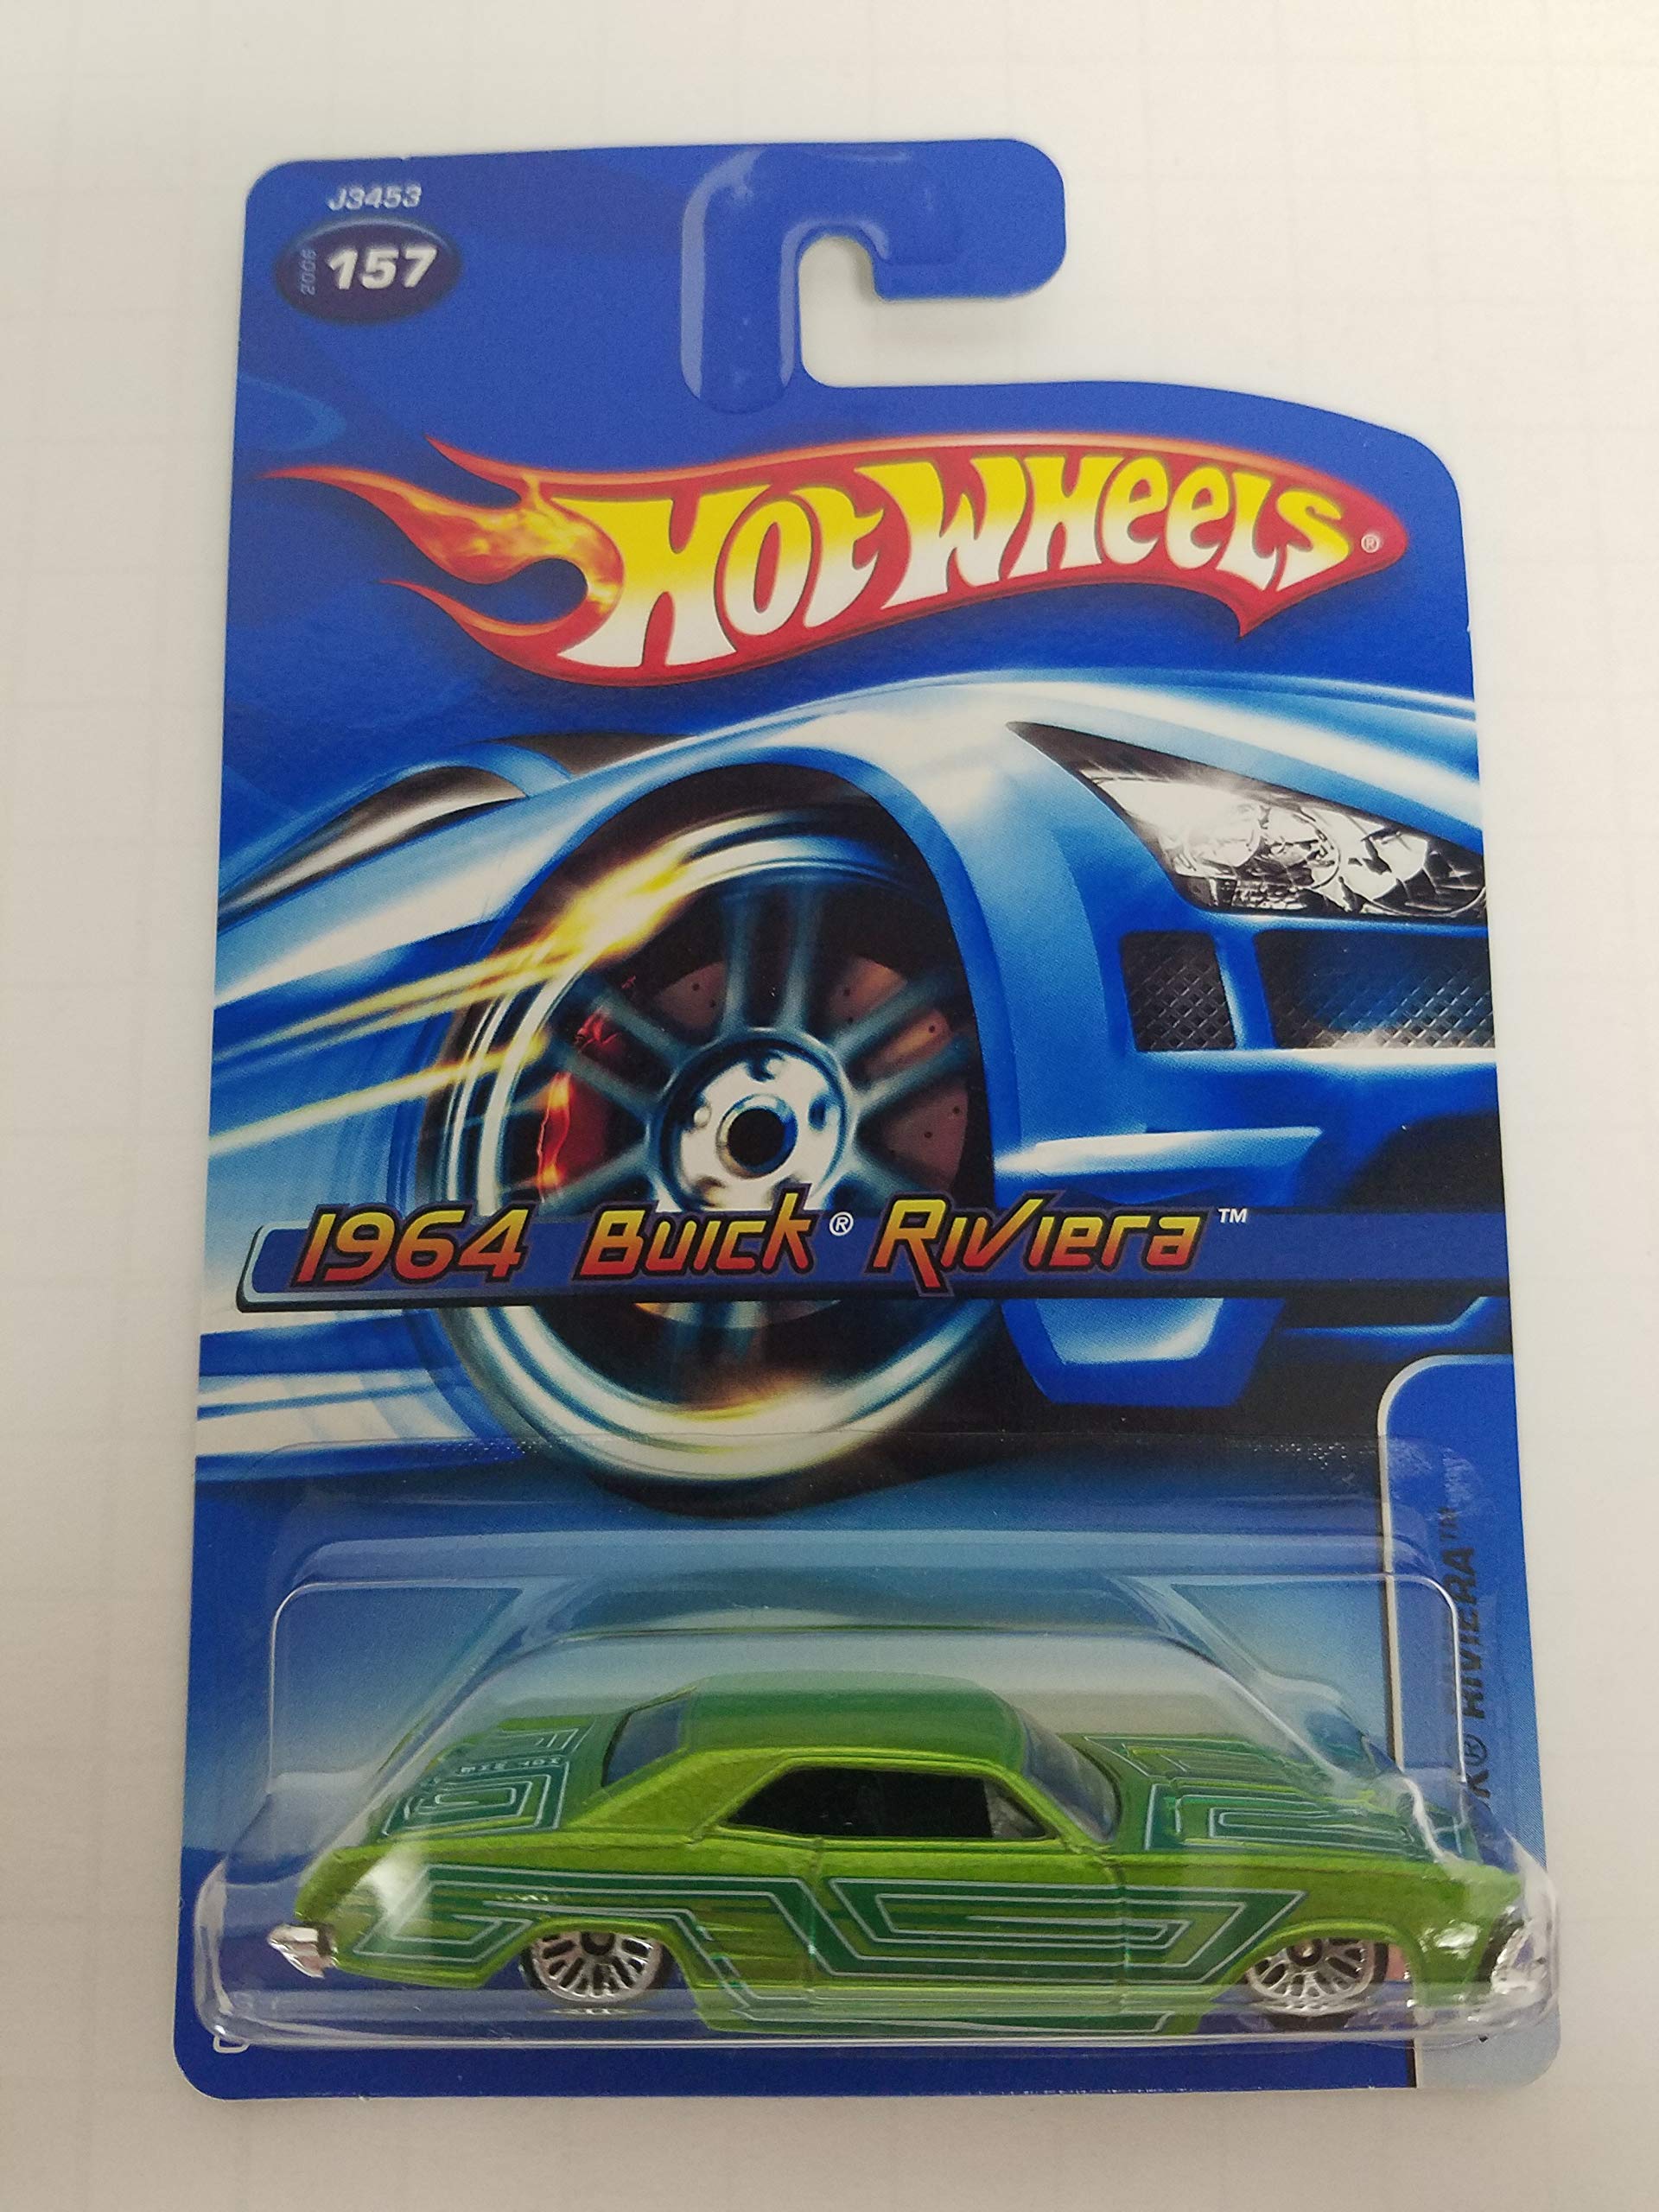 J3453
2006 157
HOT WHEELS®
1964 Buick® Riviera™
K® RIVIERA™